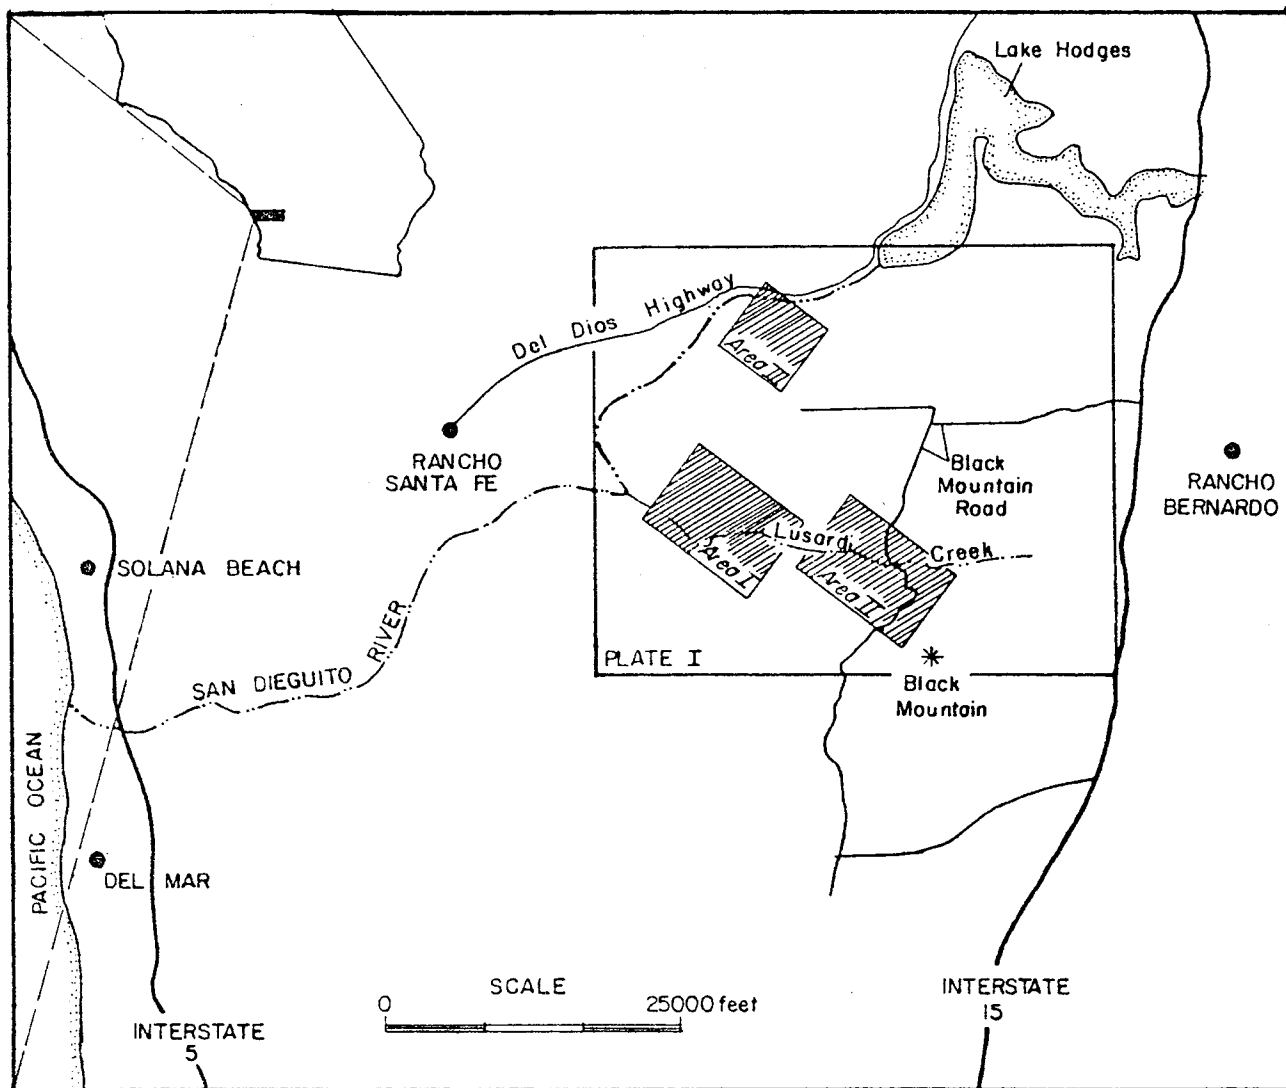 Lake Hodges
Del Dios Highway
Area III
RANCHO
SANTA FE
Black
Mountain
Road
RANCHO
BERNARDO
SOLANA BEACH
Lusardi Creek
Area I
Area II
SAN DIEGUITO RIVER
PLATE I
Black
Mountain
PACIFIC OCEAN
DEL MAR
SCALE
0 25000 feet
INTERSTATE
5
INTERSTATE
15